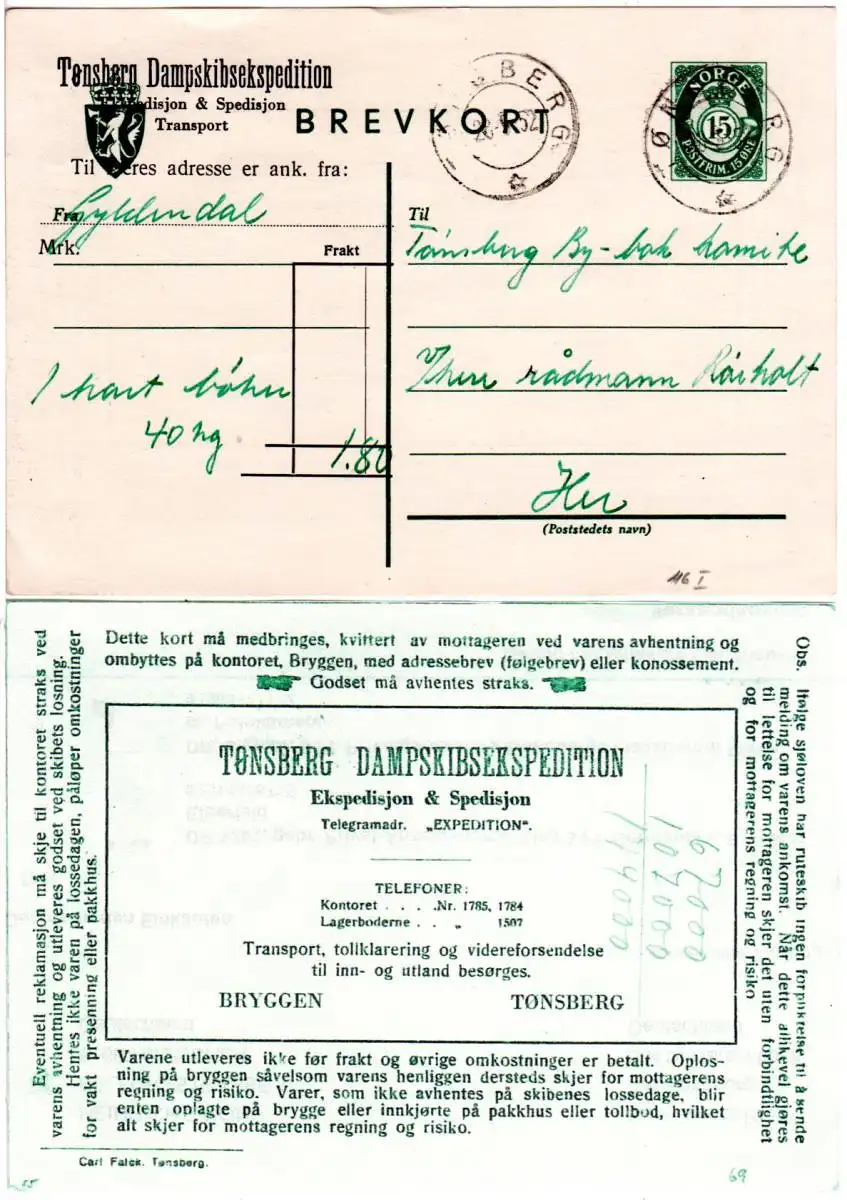 Tønsberg Dampskibsekspedition
Ekspedisjon & Spedisjon
Transport
BREVKORT
NORGE
15
POSTFRIM. 15 ØRE
TØNSBERG
52
TØNSBERG
Til Deres adresse er ank. fra:
Fra Gyldendal
Mrk.
Frakt
1 kart bøker
40 kg
1.80
Til
Tønsberg By-bok komite
V/herr rådmann Røiholt
Her
(Poststedets navn)
116 I
Dette kort må medbringes, kvittert av mottageren ved varens avhentning og
ombyttes på kontoret, Bryggen, med adressebrev (følgebrev) eller konossement.
Godset må avhentes straks.
TØNSBERG DAMPSKIBSEKSPEDITION
Ekspedisjon & Spedisjon
Telegramadr. „EXPEDITION".
TELEFONER:
Kontoret . . . . Nr. 1785, 1784
Lagerboderne . . „ 1507
Transport, tollklarering og videreforsendelse
til inn- og utland besørges.
BRYGGEN TØNSBERG
Varene utleveres ikke før frakt og øvrige omkostninger er betalt. Oplos-
ning på bryggen såvelsom varens henliggen dersteds skjer for mottagerens
regning og risiko. Varer, som ikke avhentes på skibenes lossedage, blir
enten oplagte på brygge eller innkjørte på pakkhus eller tollbod, hvilket
alt skjer for mottagerens regning og risiko.
Eventuell reklamasjon må skje til kontoret straks ved
varens avhentning og utleveres godset ved skibets losning.
Hentes ikke varen på lossedagen, påløper omkostninger
for vakt presenning eller pakkhus.
Obs. Ifølge sjøloven har ruteskib ingen forpliktelse til å sende
melding om varens ankomst. Når dette allikevel gjøres
til lettelse for mottageren skjer det uten forbindtlighet
og for mottagerens regning og risiko
Carl Falck. Tønsberg.
69